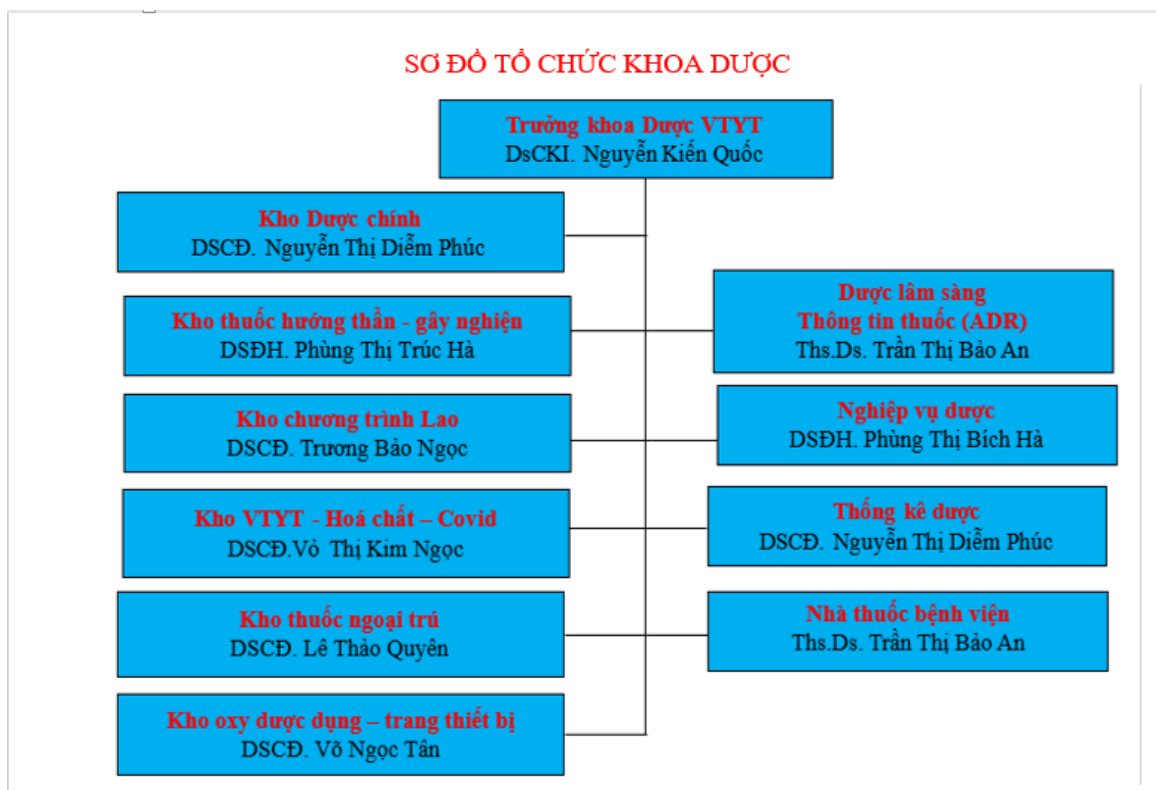 SƠ ĐỒ TỔ CHỨC KHOA DƯỢC
Trưởng khoa Dược VTYT
DsCKI. Nguyễn Kiến Quốc
Kho Dược chính
DSCĐ. Nguyễn Thị Diễm Phúc
Kho thuốc hướng thần - gây nghiện
DSĐH. Phùng Thị Trúc Hà
Kho chương trình Lao
DSCĐ. Trương Bảo Ngọc
Kho VTYT - Hoá chất – Covid
DSCĐ.Vỏ Thị Kim Ngọc
Kho thuốc ngoại trú
DSCĐ. Lê Thảo Quyên
Kho oxy dược dụng – trang thiết bị
DSCĐ. Võ Ngọc Tân
Dược lâm sàng
Thông tin thuốc (ADR)
Ths.Ds. Trần Thị Bảo An
Nghiệp vụ dược
DSĐH. Phùng Thị Bích Hà
Thống kê dược
DSCĐ. Nguyễn Thị Diễm Phúc
Nhà thuốc bệnh viện
Ths.Ds. Trần Thị Bảo An